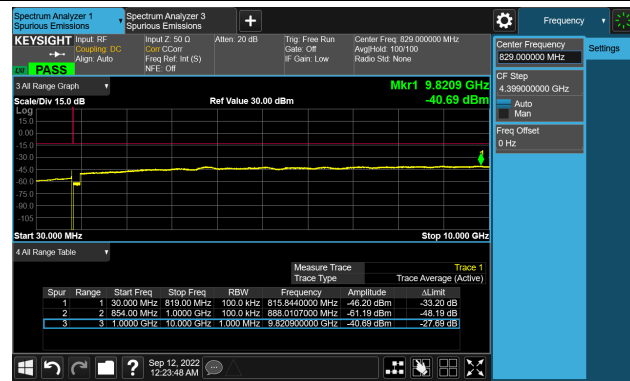 Spectrum Analyzer 1
Spurious Emissions
Spectrum Analyzer 3
Spurious Emissions
Frequency
KEYSIGHT
Input: RF
Coupling: DC
Align: Auto
Input Z: 50 Ω
Corr CCorr
Freq Ref: Int (S)
NFE: Off
Atten: 20 dB
Trig: Free Run
Gate: Off
IF Gain: Low
Center Freq: 829.000000 MHz
Avg|Hold: 100/100
Radio Std: None
PASS
Center Frequency
829.000000 MHz
Settings
CF Step
4.399000000 GHz
Auto
Man
Freq Offset
0 Hz
3 All Range Graph
Mkr1 9.8209 GHz
Scale/Div 15.0 dB
Ref Value 30.00 dBm
-40.69 dBm
Log
15.0
0.00
-15.0
-30.0
-45.0
-60.0
-75.0
-90.0
-105
1
Start 30.000 MHz
Stop 10.000 GHz
4 All Range Table
Measure Trace Trace 1
Trace Type Trace Average (Active)
Spur Range Start Freq Stop Freq RBW Frequency Amplitude ΔLimit
1 1 30.000 MHz 819.00 MHz 100.0 kHz 815.8440000 MHz -46.20 dBm -33.20 dB
2 2 854.00 MHz 1.0000 GHz 100.0 kHz 888.0107000 MHz -61.19 dBm -48.19 dB
3 3 1.0000 GHz 10.000 GHz 1.000 MHz 9.820900000 GHz -40.69 dBm -27.69 dB
?
Sep 12, 2022
12:23:48 AM